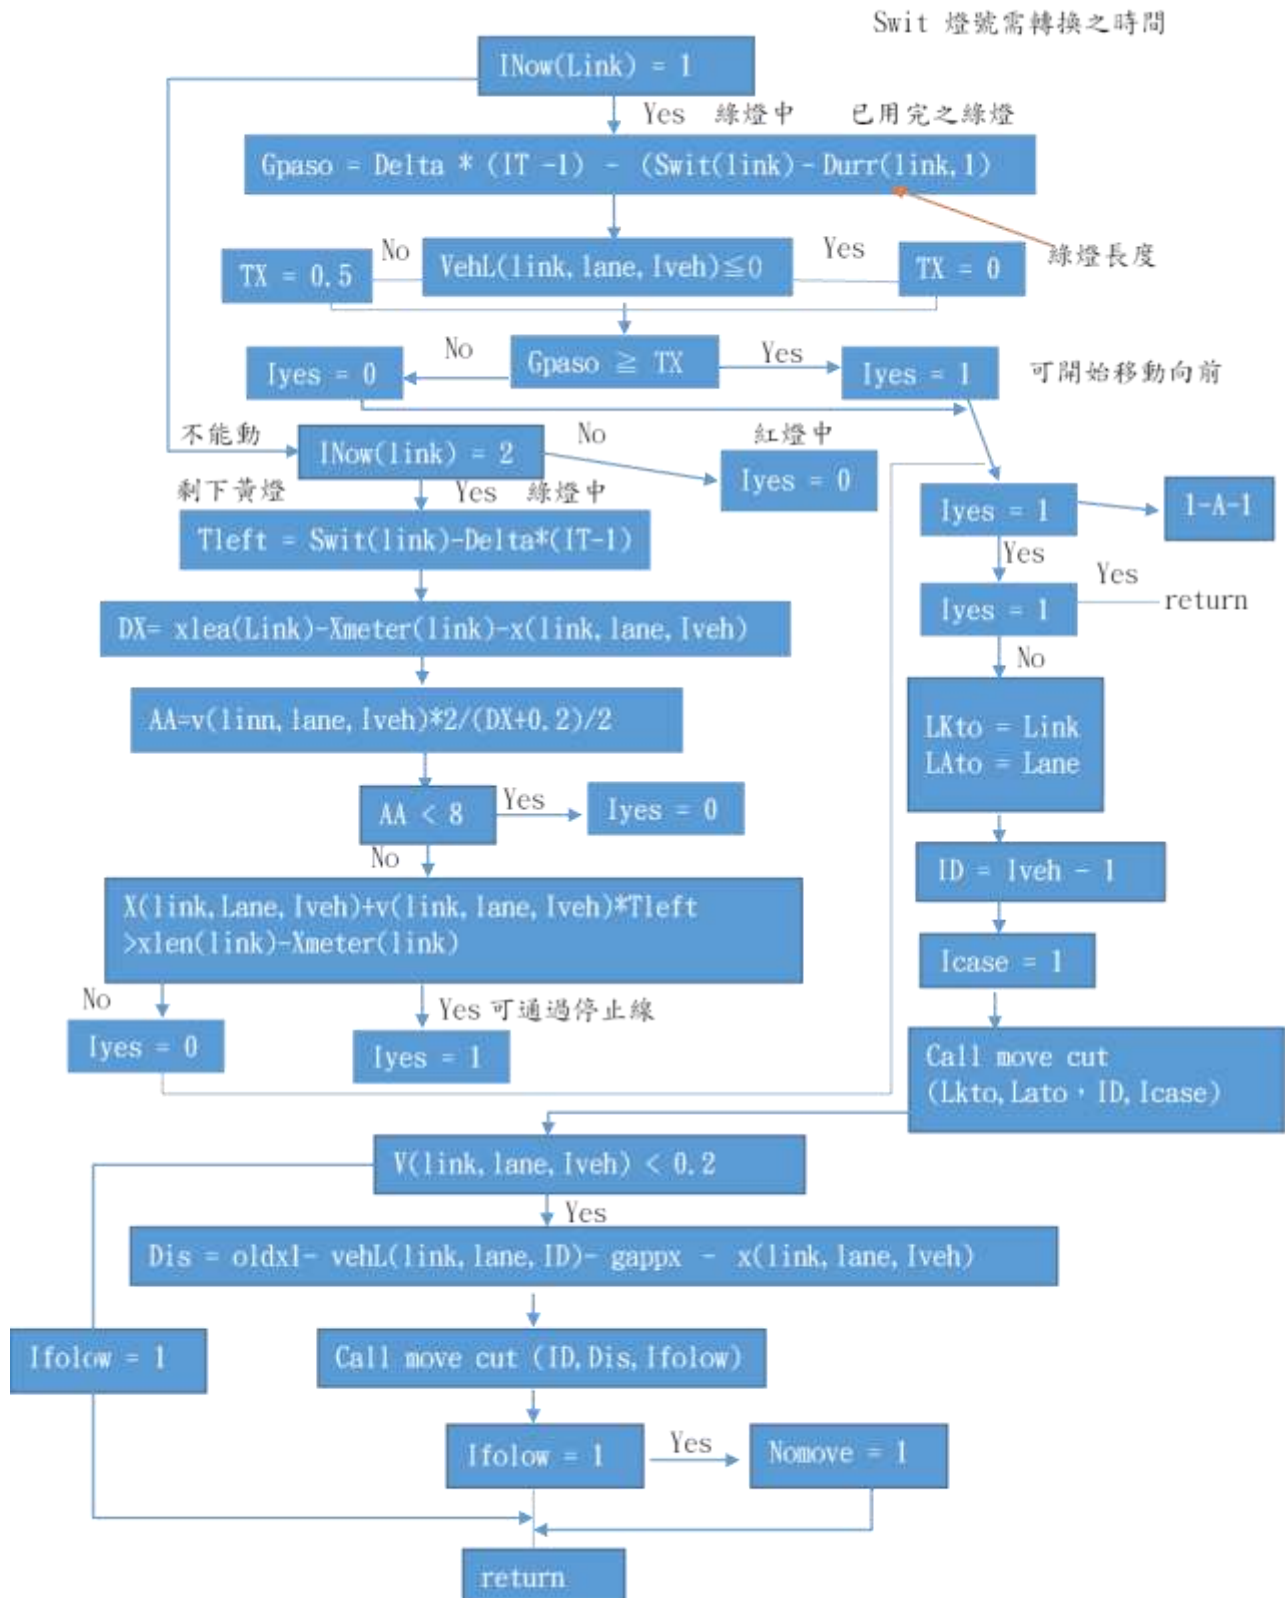 Swit 燈號需轉換之時間
INow(Link) = 1
Yes 綠燈中 已用完之綠燈
Gpaso = Delta * (IT -1) - (Swit(link)-Durr(link,1)
No
VehL(link,lane,Iveh)≦0
Yes
綠燈長度
TX = 0.5
TX = 0
Iyes = 0
No
Gpaso ≧ TX
Yes
Iyes = 1
可開始移動向前
不能動
INow(link) = 2
No
紅燈中
Iyes = 0
剩下黃燈
Yes 綠燈中
Iyes = 1
1-A-1
Tleft = Swit(link)-Delta*(IT-1)
Yes
Iyes = 1
Yes
return
DX= xlea(Link)-Xmeter(link)-x(link,lane,Iveh)
No
AA=v(linn,lane,Iveh)*2/(DX+0.2)/2
LKto = Link
LAto = Lane
AA < 8
Yes
Iyes = 0
No
ID = Iveh - 1
X(link,Lane,Iveh)+v(link,lane,Iveh)*Tleft
>xlen(link)-Xmeter(link)
Icase = 1
No
Yes 可通過停止線
Iyes = 0
Iyes = 1
Call move cut
(Lkto,Lato，ID,Icase)
V(link,lane,Iveh) < 0.2
Yes
Dis = oldxl- vehL(link,lane,ID)- gappx - x(link,lane,Iveh)
Ifolow = 1
Call move cut (ID,Dis,Ifolow)
Ifolow = 1
Yes
Nomove = 1
return